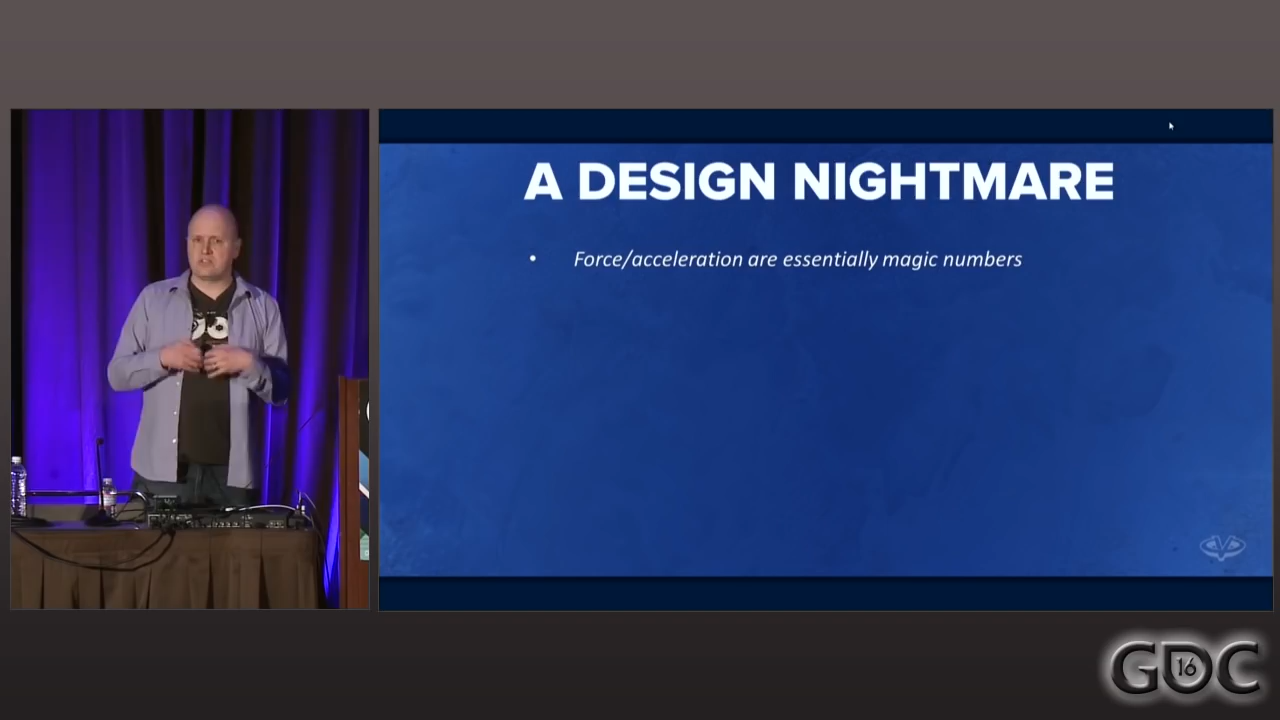 A DESIGN NIGHTMARE
• Force/acceleration are essentially magic numbers
GDC
16